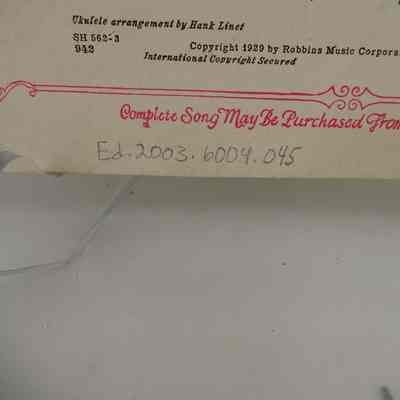 Ukulele arrangement by Hank Linet
SH 562-3
942
Copyright 1929 by Robbins Music Corpora
International Copyright Secured
Complete Song May Be Purchased From
Ed.2003.6004.045